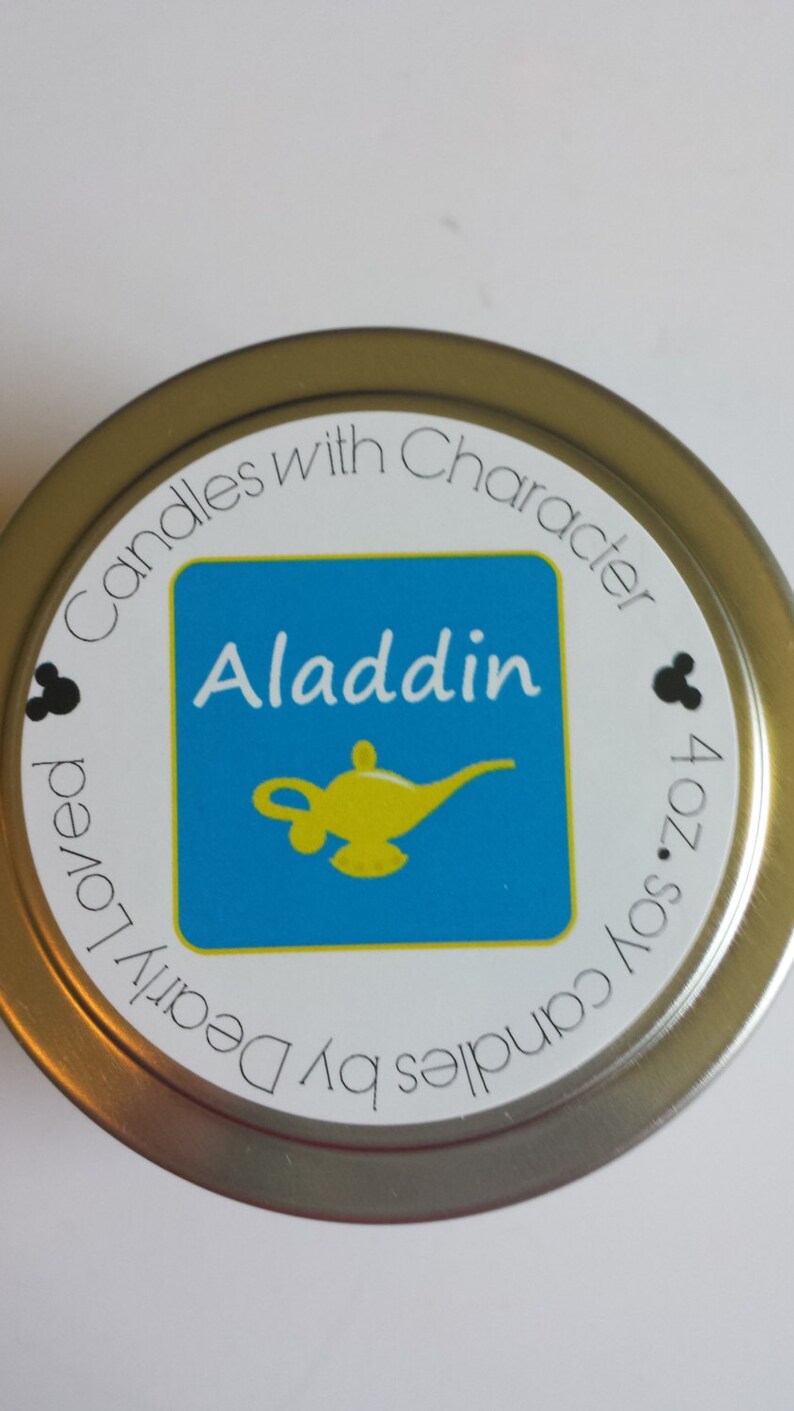 Candles with Character
Aladdin
4 oz. soy candles by Dearly Loved